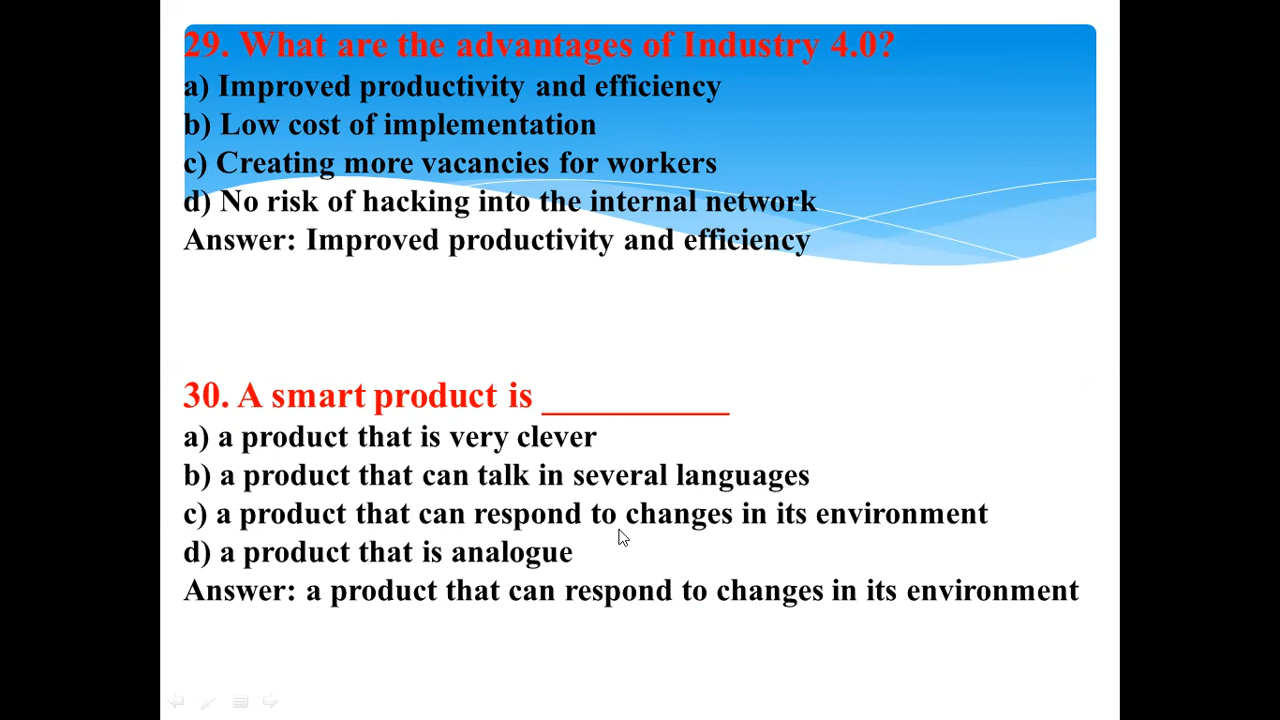 29. What are the advantages of Industry 4.0?
a) Improved productivity and efficiency
b) Low cost of implementation
c) Creating more vacancies for workers
d) No risk of hacking into the internal network
Answer: Improved productivity and efficiency
30. A smart product is __________
a) a product that is very clever
b) a product that can talk in several languages
c) a product that can respond to changes in its environment
d) a product that is analogue
Answer: a product that can respond to changes in its environment